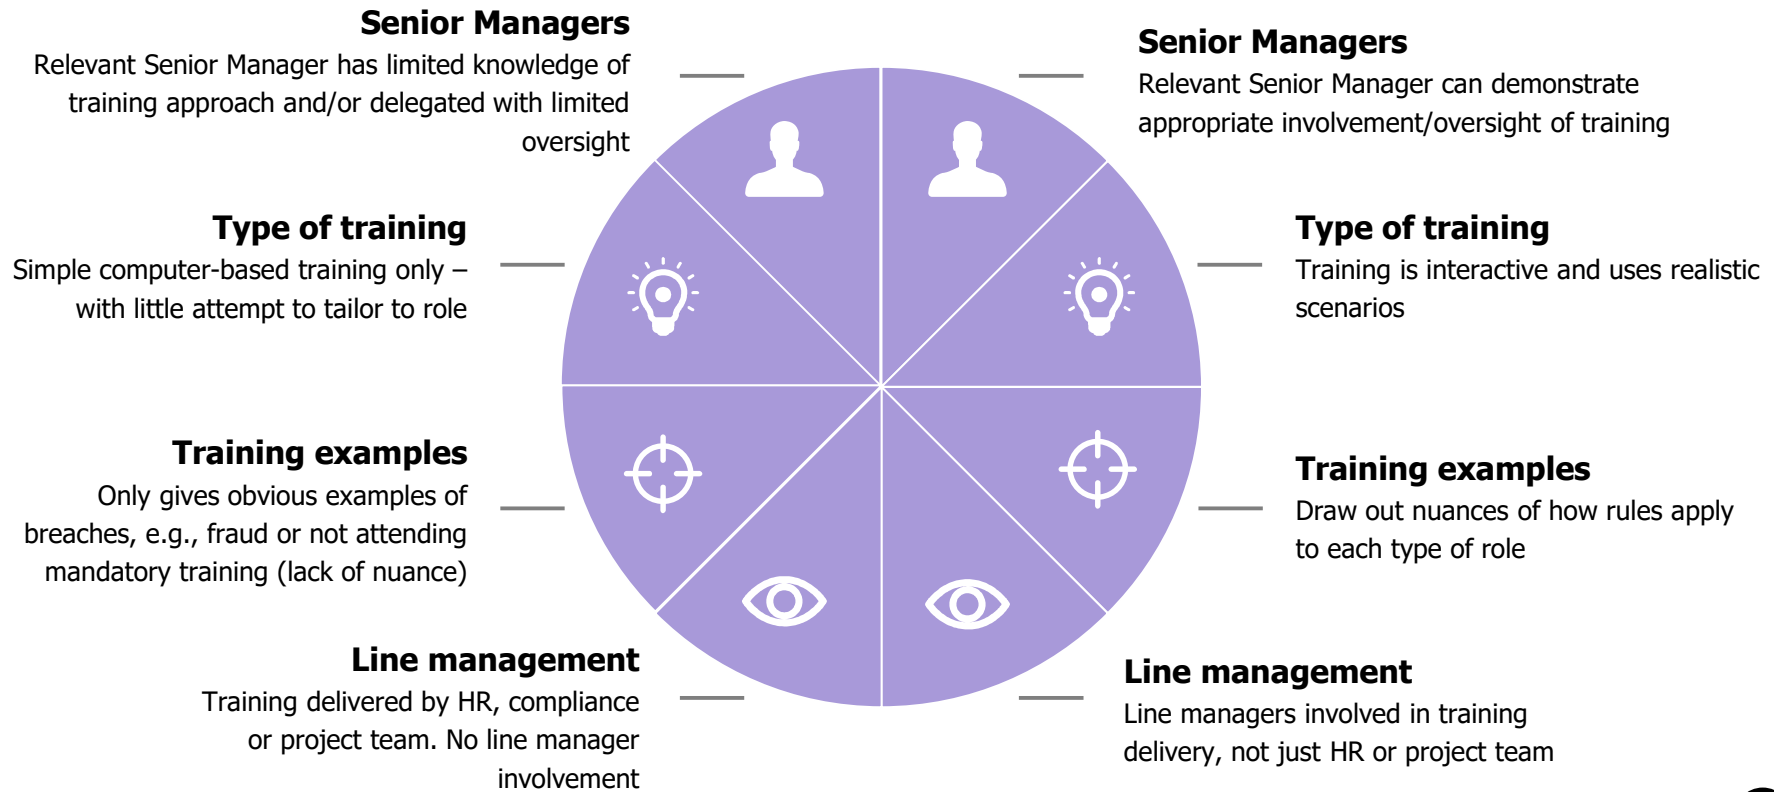 Senior Managers
Relevant Senior Manager has limited knowledge of
training approach and/or delegated with limited
oversight
Type of training
Simple computer-based training only –
with little attempt to tailor to role
Training examples
Only gives obvious examples of
breaches, e.g., fraud or not attending
mandatory training (lack of nuance)
Line management
Training delivered by HR, compliance
or project team. No line manager
involvement
Senior Managers
Relevant Senior Manager can demonstrate
appropriate involvement/oversight of training
Type of training
Training is interactive and uses realistic
scenarios
Training examples
Draw out nuances of how rules apply
to each type of role
Line management
Line managers involved in training
delivery, not just HR or project team